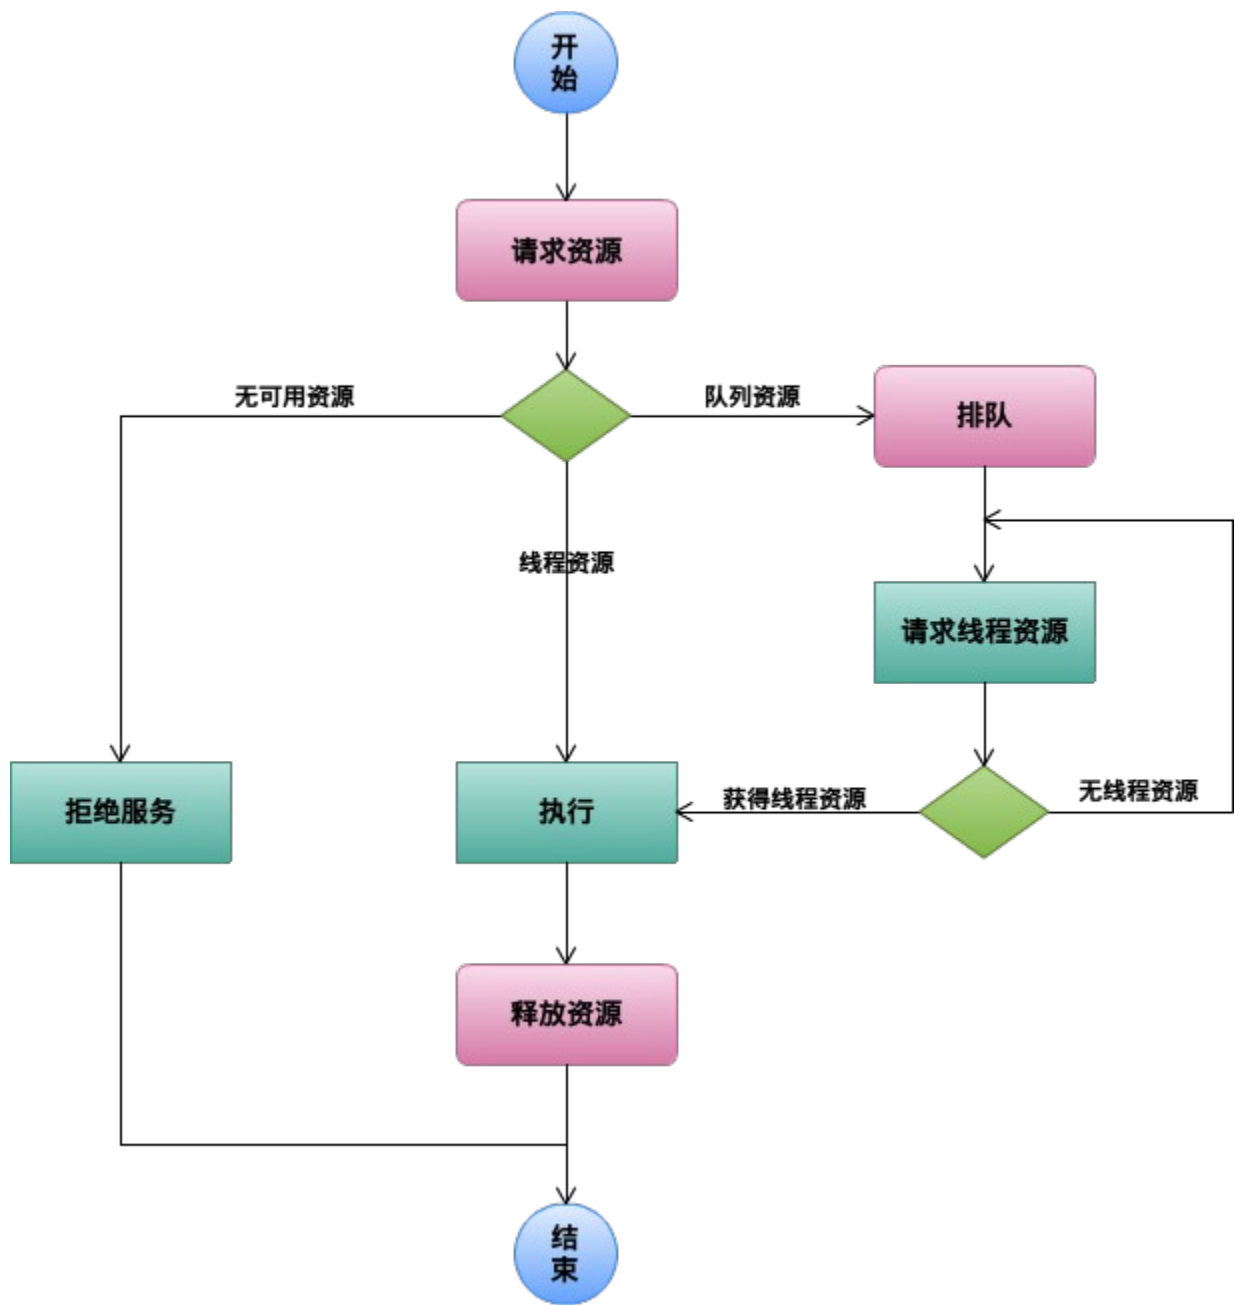 开
始
请求资源
无可用资源
队列资源
排队
线程资源
请求线程资源
拒绝服务
执行
获得线程资源
无线程资源
释放资源
结
束